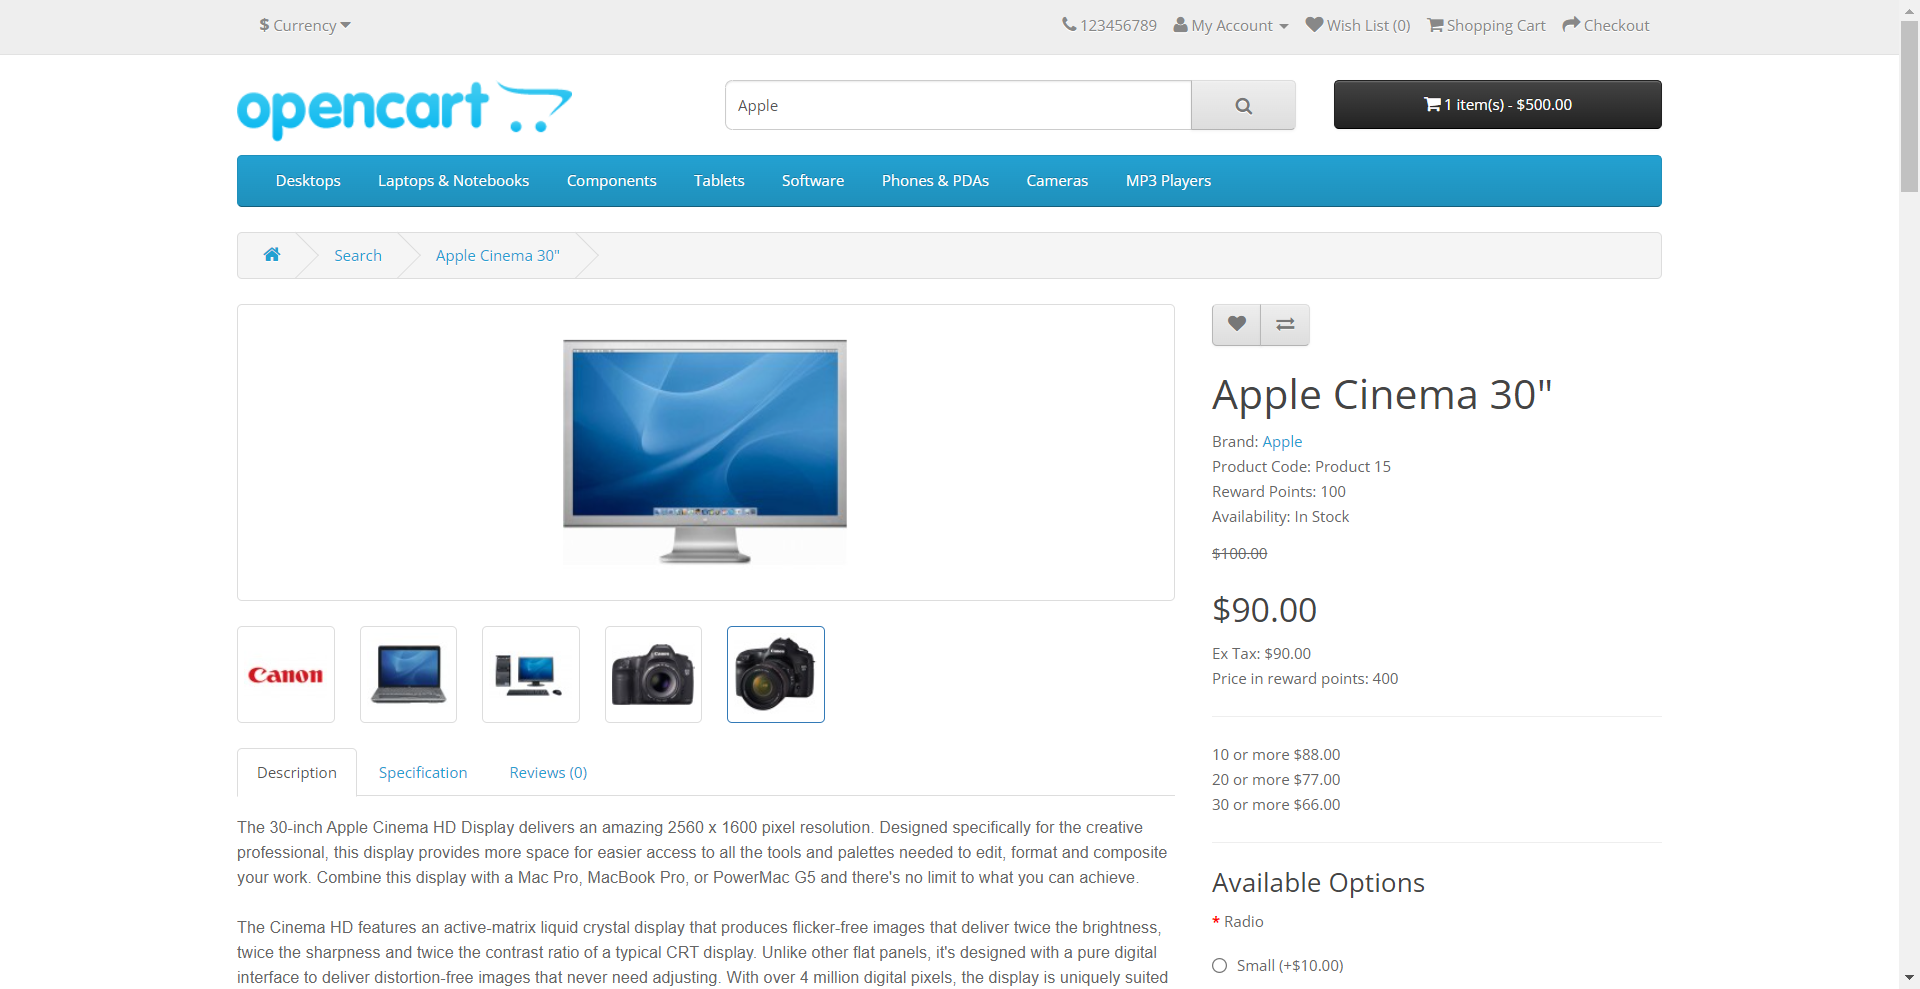 $ Currency
123456789 My Account Wish List (0) Shopping Cart Checkout
opencart
Apple
1 item(s) - $500.00
Desktops Laptops & Notebooks Components Tablets Software Phones & PDAs Cameras MP3 Players
Search Apple Cinema 30"
Apple Cinema 30"
Brand: Apple
Product Code: Product 15
Reward Points: 100
Availability: In Stock
$100.00
$90.00
Ex Tax: $90.00
Price in reward points: 400
10 or more $88.00
20 or more $77.00
30 or more $66.00
Available Options
* Radio
Small (+$10.00)
Canon
Description Specification Reviews (0)
The 30-inch Apple Cinema HD Display delivers an amazing 2560 x 1600 pixel resolution. Designed specifically for the creative
professional, this display provides more space for easier access to all the tools and palettes needed to edit, format and composite
your work. Combine this display with a Mac Pro, MacBook Pro, or PowerMac G5 and there's no limit to what you can achieve.
The Cinema HD features an active-matrix liquid crystal display that produces flicker-free images that deliver twice the brightness,
twice the sharpness and twice the contrast ratio of a typical CRT display. Unlike other flat panels, it's designed with a pure digital
interface to deliver distortion-free images that never need adjusting. With over 4 million digital pixels, the display is uniquely suited